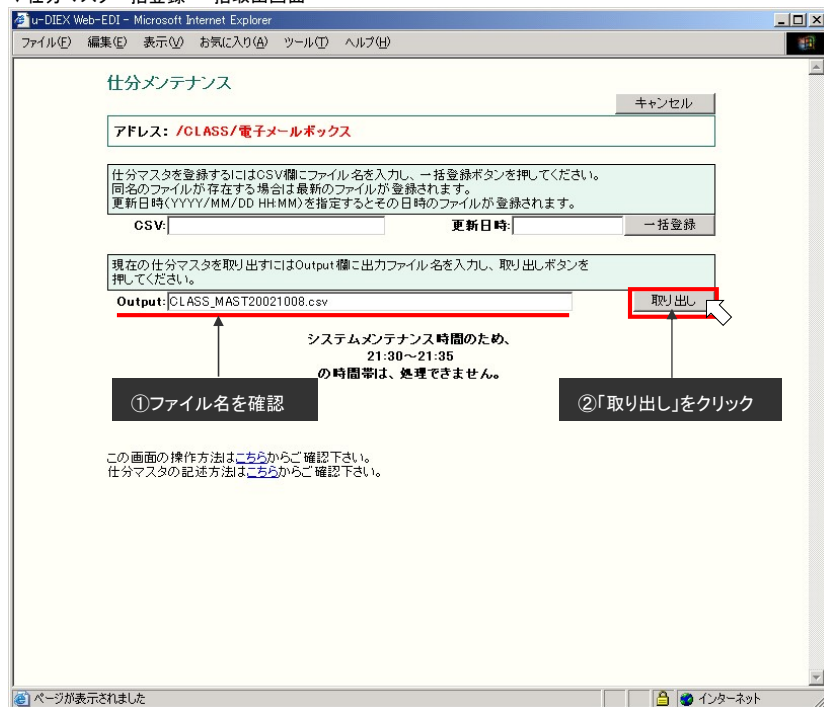 u-DIEX Web-EDI - Microsoft Internet Explorer
ファイル(F) 編集(E) 表示(V) お気に入り(A) ツール(T) ヘルプ(H)
仕分メンテナンス
キャンセル
アドレス: /CLASS/電子メールボックス
仕分マスタを登録するにはCSV欄にファイル名を入力し、一括登録ボタンを押してください。
同名のファイルが存在する場合は最新のファイルが登録されます。
更新日時(YYYY/MM/DD HH:MM)を指定するとその日時のファイルが登録されます。
CSV: 更新日時: 一括登録
現在の仕分マスタを取り出すにはOutput欄に出力ファイル名を入力し、取り出しボタンを
押してください。
Output: CLASS_MAST20021008.csv 取り出し
システムメンテナンス時間のため、
21:30～21:35
の時間帯は、処理できません。
①ファイル名を確認
②「取り出し」をクリック
この画面の操作方法はこちらからご確認下さい。
仕分マスタの記述方法はこちらからご確認下さい。
ページが表示されました インターネット